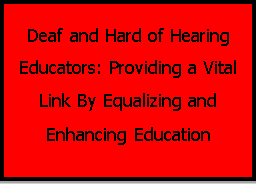 Deaf and Hard of Hearing
Educators: Providing a Vital
Link By Equalizing and
Enhancing Education